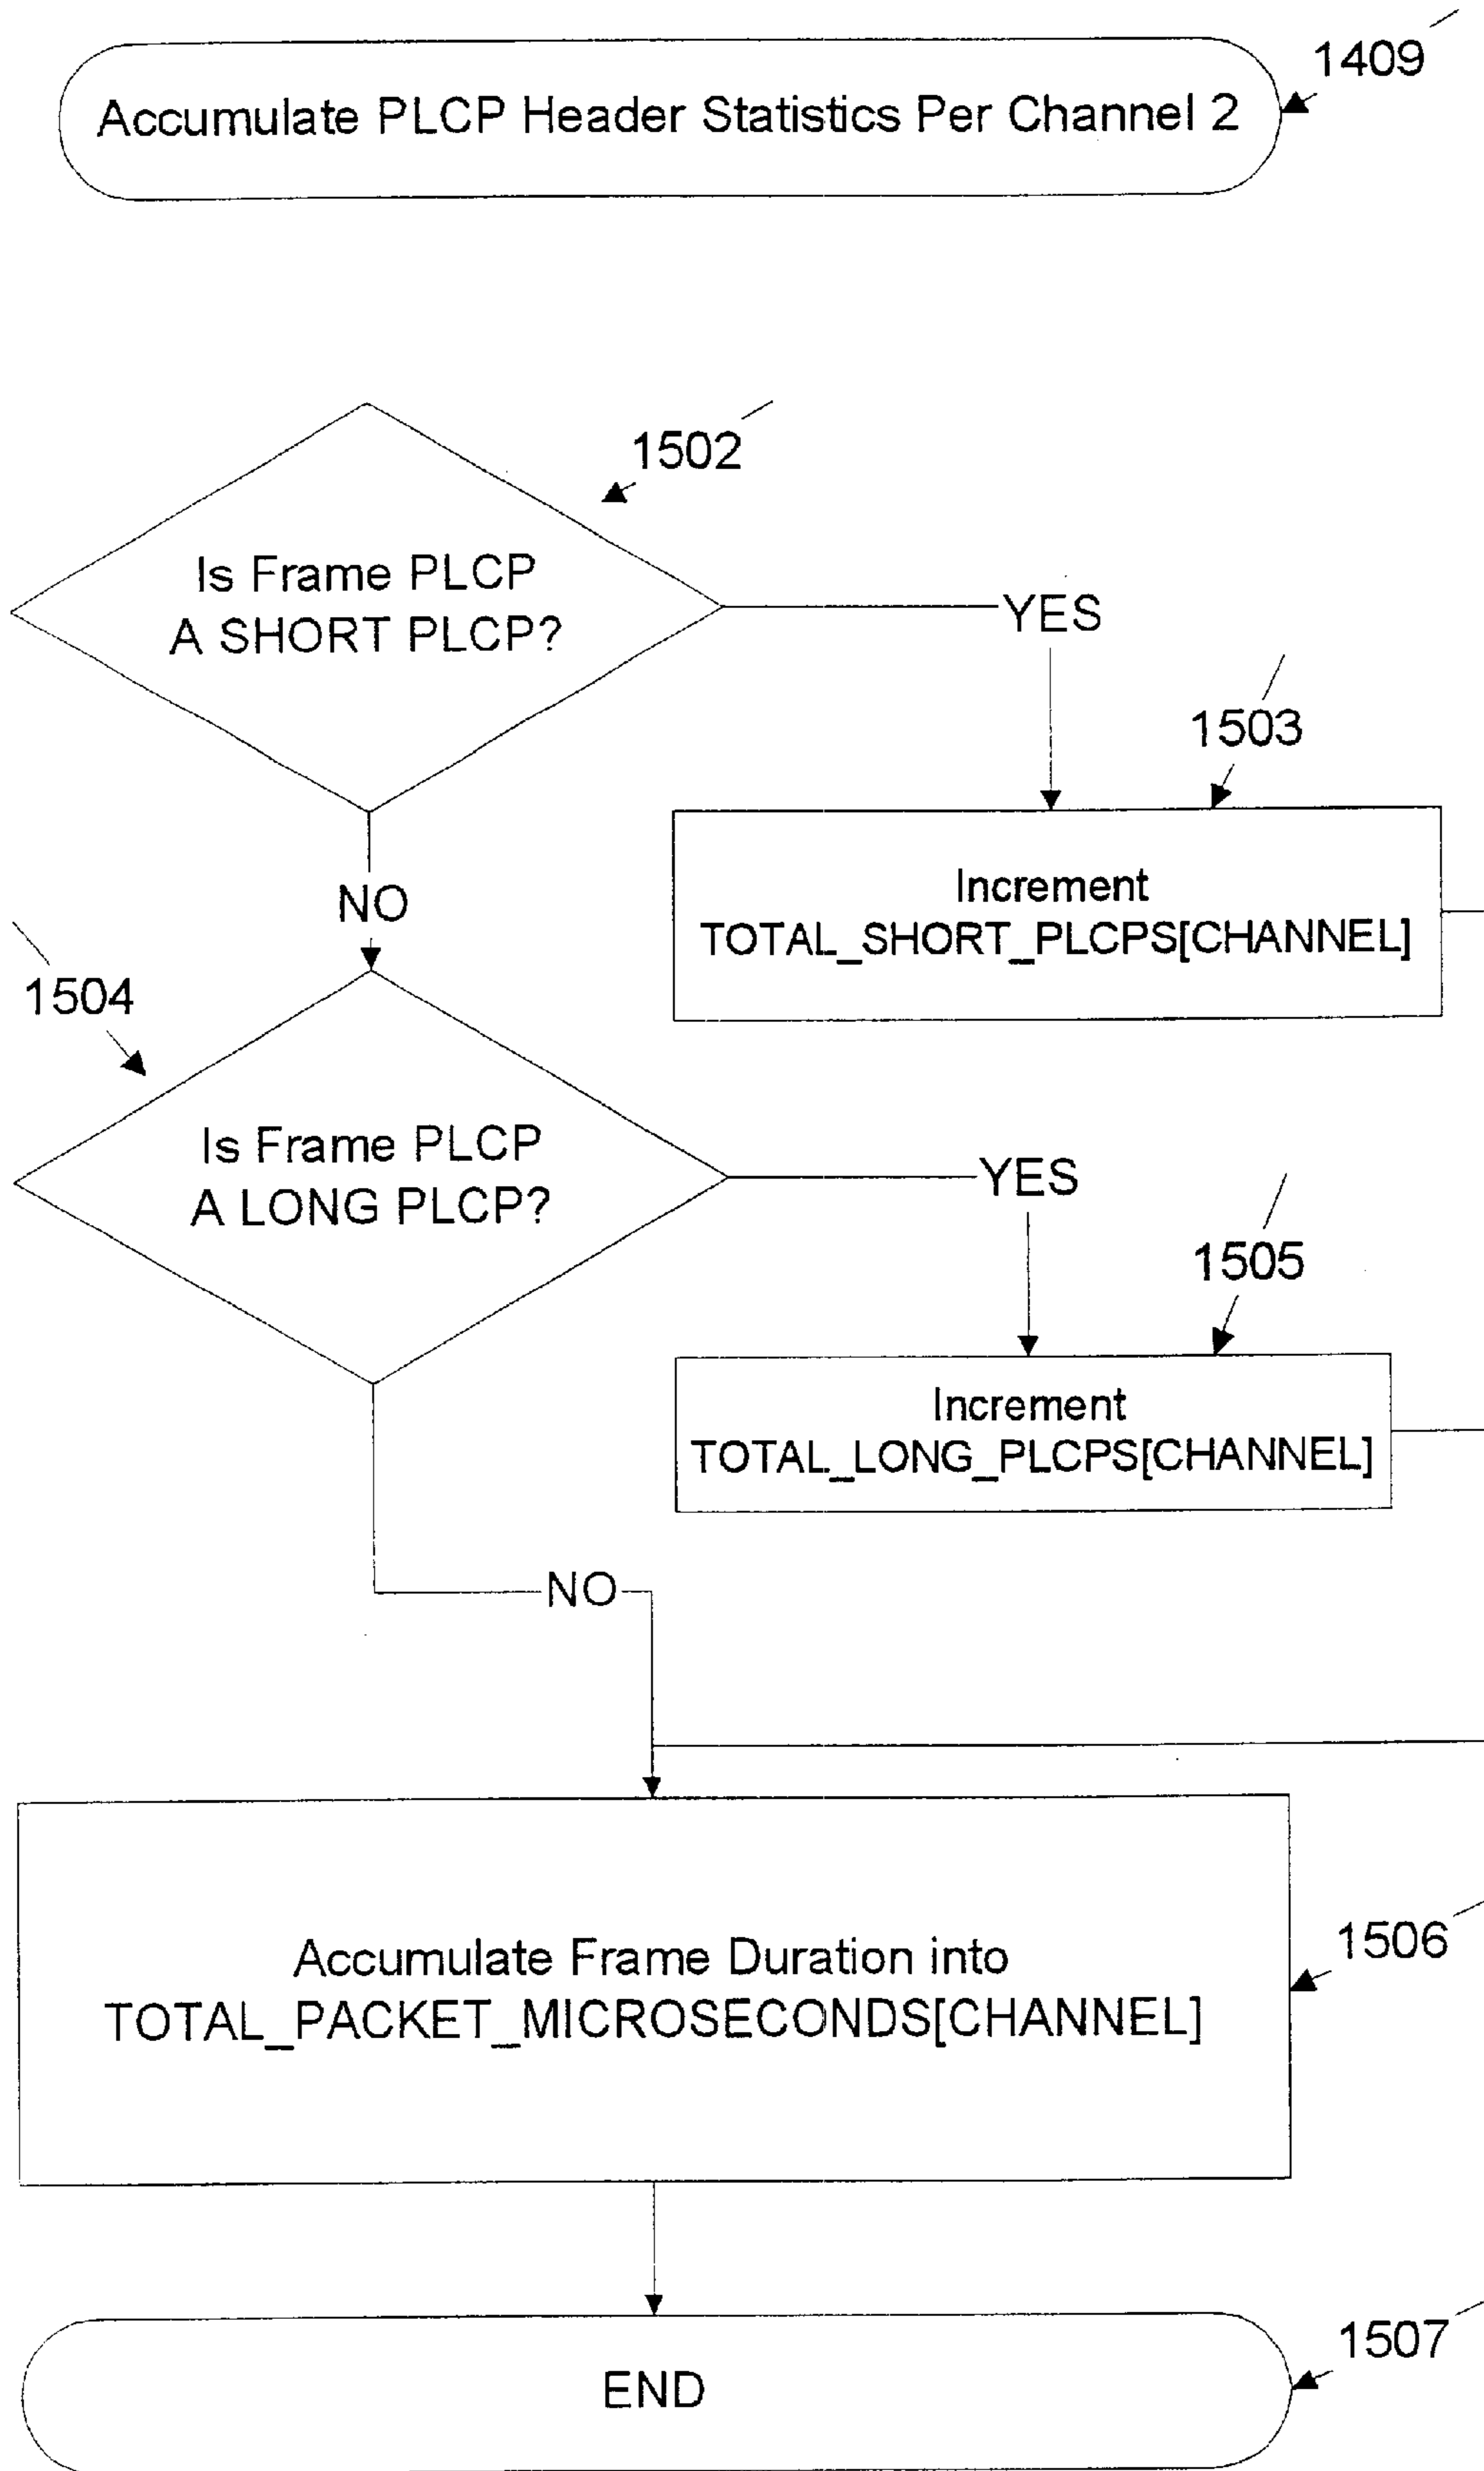 1409
Accumulate PLCP Header Statistics Per Channel 2
1502
Is Frame PLCP
A SHORT PLCP?
YES
1503
Increment
TOTAL_SHORT_PLCPS[CHANNEL]
NO
1504
Is Frame PLCP
A LONG PLCP?
YES
1505
Increment
TOTAL_LONG_PLCPS[CHANNEL]
NO
1506
Accumulate Frame Duration into
TOTAL_PACKET_MICROSECONDS[CHANNEL]
1507
END